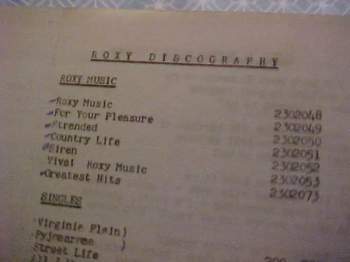 ROXY DISCOGRAPHY
ROXY MUSIC
Roxy Music 2302048
For Your Pleasure 2302049
Stranded 2302050
Country Life 2302051
Siren 2302052
Viva! Roxy Music 2302053
Greatest Hits 2302073
SINGLES
Virginia Plain)
Pyjamarama )
Street Life